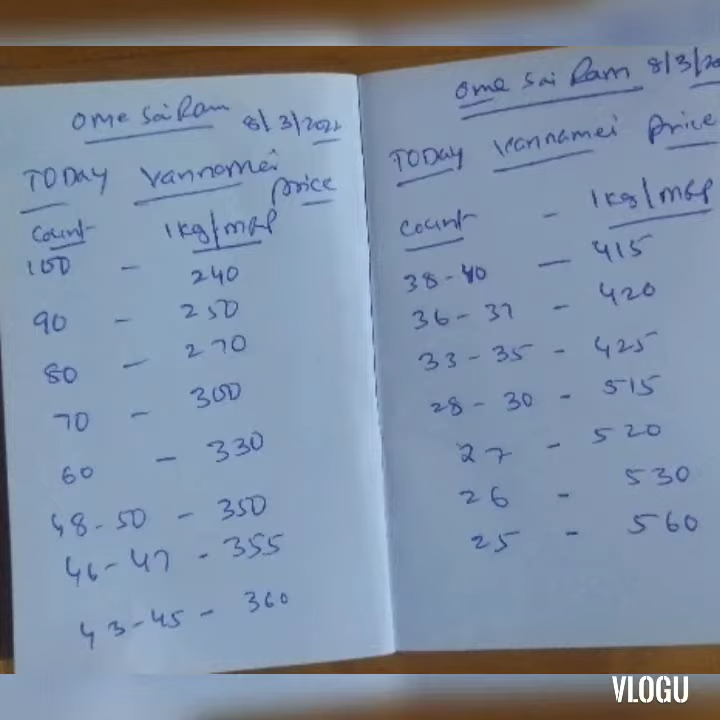 Ome Sai Ram
8/3/2022
TODAY Vannamei price
Count 1kg/MRP
100 - 240
90 - 250
80 - 270
70 - 300
60 - 330
48-50 - 350
46-47 - 355
43-45 - 360
Ome Sai Ram 8/3/20
TODAY Vannamei price
Count - 1kg/MRP
38-40 - 415
36-37 - 420
33-35 - 425
28-30 - 515
27 - 520
26 - 530
25 - 560
VLOGU